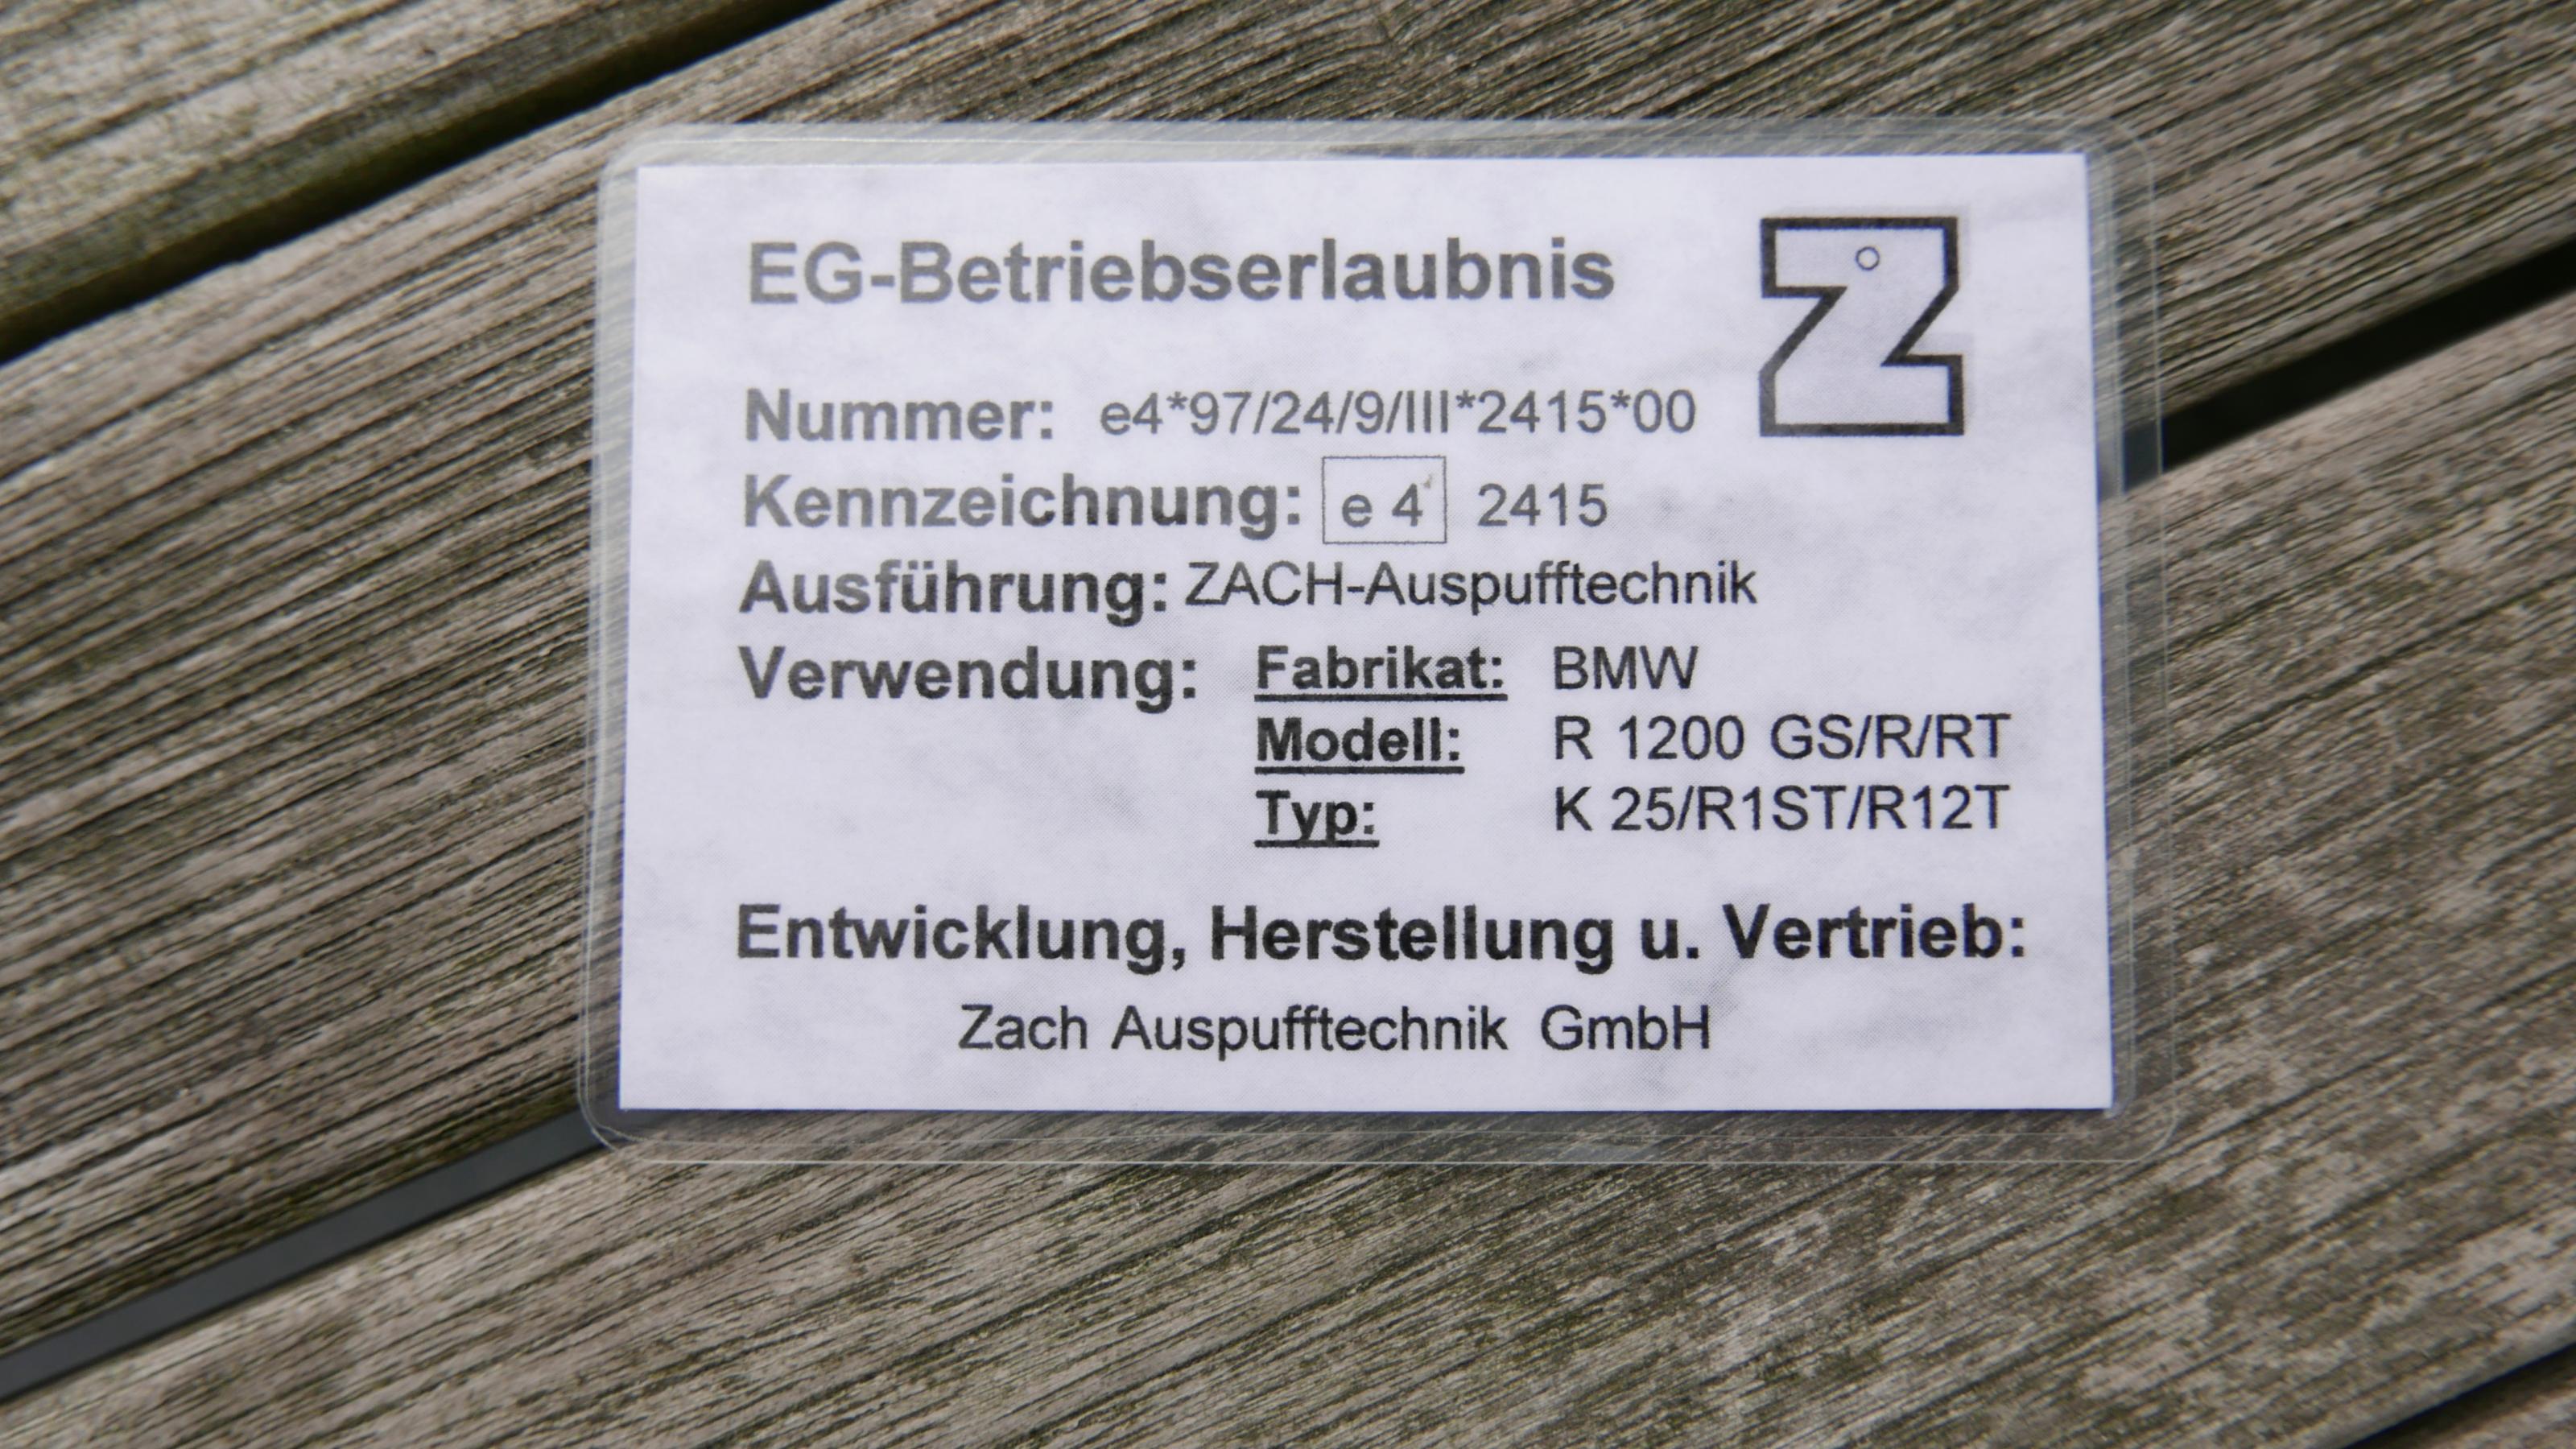 EG-Betriebserlaubnis
Z
Nummer: e4*97/24/9/III*2415*00
Kennzeichnung: e 4 2415
Ausführung: ZACH-Auspufftechnik
Verwendung: Fabrikat: BMW
Modell: R 1200 GS/R/RT
Typ: K 25/R1ST/R12T
Entwicklung, Herstellung u. Vertrieb:
Zach Auspufftechnik GmbH